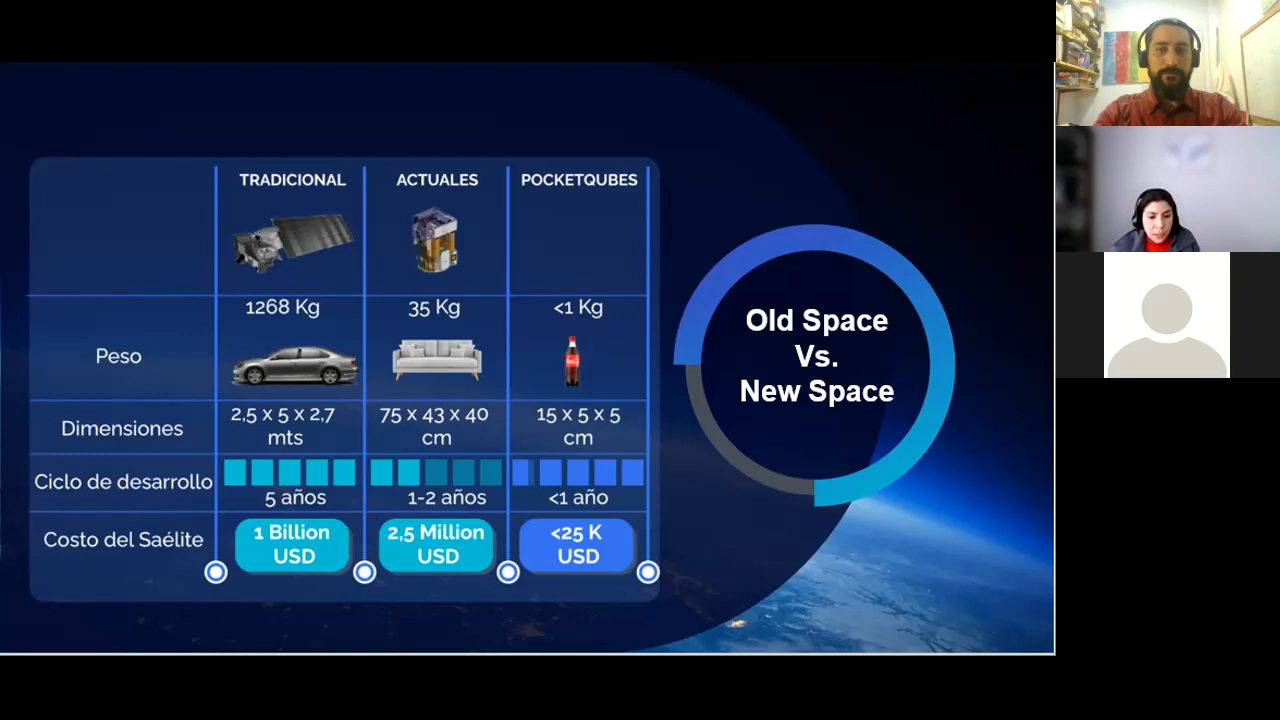 TRADICIONAL ACTUALES POCKETQUBES
1268 Kg 35 Kg <1 Kg
Peso
Dimensiones
2,5 x 5 x 2,7
mts
75 x 43 x 40
cm
15 x 5 x 5
cm
Ciclo de desarrollo
5 años 1-2 años <1 año
Costo del Saélite
1 Billion
USD
2,5 Million
USD
<25 K
USD
Old Space
Vs.
New Space